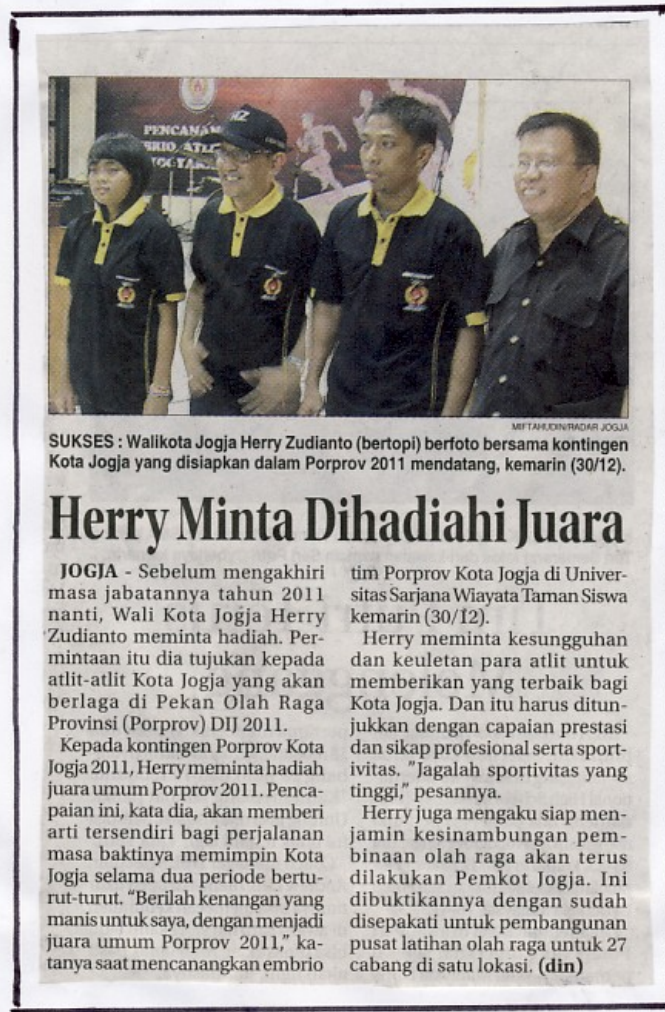 HZ
PENCANAN
BRIO ATL
OGYAK
MIFTAHUDIN/RADAR JOGJA
SUKSES : Walikota Jogja Herry Zudianto (bertopi) berfoto bersama kontingen
Kota Jogja yang disiapkan dalam Porprov 2011 mendatang, kemarin (30/12).
Herry Minta Dihadiahi Juara
JOGJA - Sebelum mengakhiri
masa jabatannya tahun 2011
nanti, Wali Kota Jogja Herry
Zudianto meminta hadiah. Per-
mintaan itu dia tujukan kepada
atlit-atlit Kota Jogja yang akan
berlaga di Pekan Olah Raga
Provinsi (Porprov) DIJ 2011.
Kepada kontingen Porprov Kota
Jogja 2011, Herry meminta hadiah
juara umum Porprov 2011. Penca-
paian ini, kata dia, akan memberi
arti tersendiri bagi perjalanan
masa baktinya memimpin Kota
Jogja selama dua periode bertu-
rut-turut. “Berilah kenangan yang
manis untuk saya, dengan menjadi
juara umum Porprov 2011,” ka-
tanya saat mencanangkan embrio
tim Porprov Kota Jogja di Univer-
sitas Sarjana Wiayata Taman Siswa
kemarin (30/12).
Herry meminta kesungguhan
dan keuletan para atlit untuk
memberikan yang terbaik bagi
Kota Jogja. Dan itu harus ditun-
jukkan dengan capaian prestasi
dan sikap profesional serta sport-
ivitas. ”Jagalah sportivitas yang
tinggi,” pesannya.
Herry juga mengaku siap men-
jamin kesinambungan pem-
binaan olah raga akan terus
dilakukan Pemkot Jogja. Ini
dibuktikannya dengan sudah
disepakati untuk pembangunan
pusat latihan olah raga untuk 27
cabang di satu lokasi. (din)